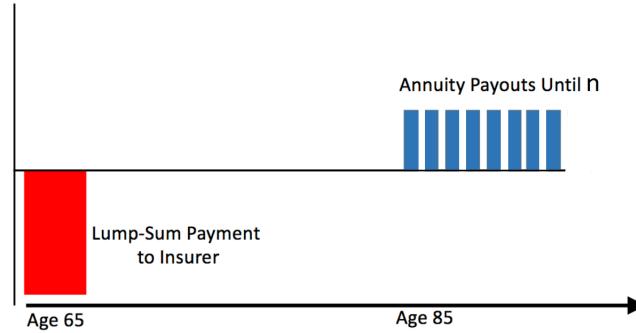 Annuity Payouts Until n
Lump-Sum Payment
to Insurer
Age 65
Age 85